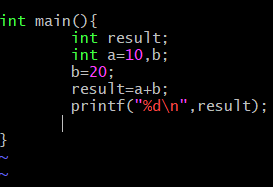 int main(){
        int result;
        int a=10,b;
        b=20;
        result=a+b;
        printf("%d\n",result);

}
~
~